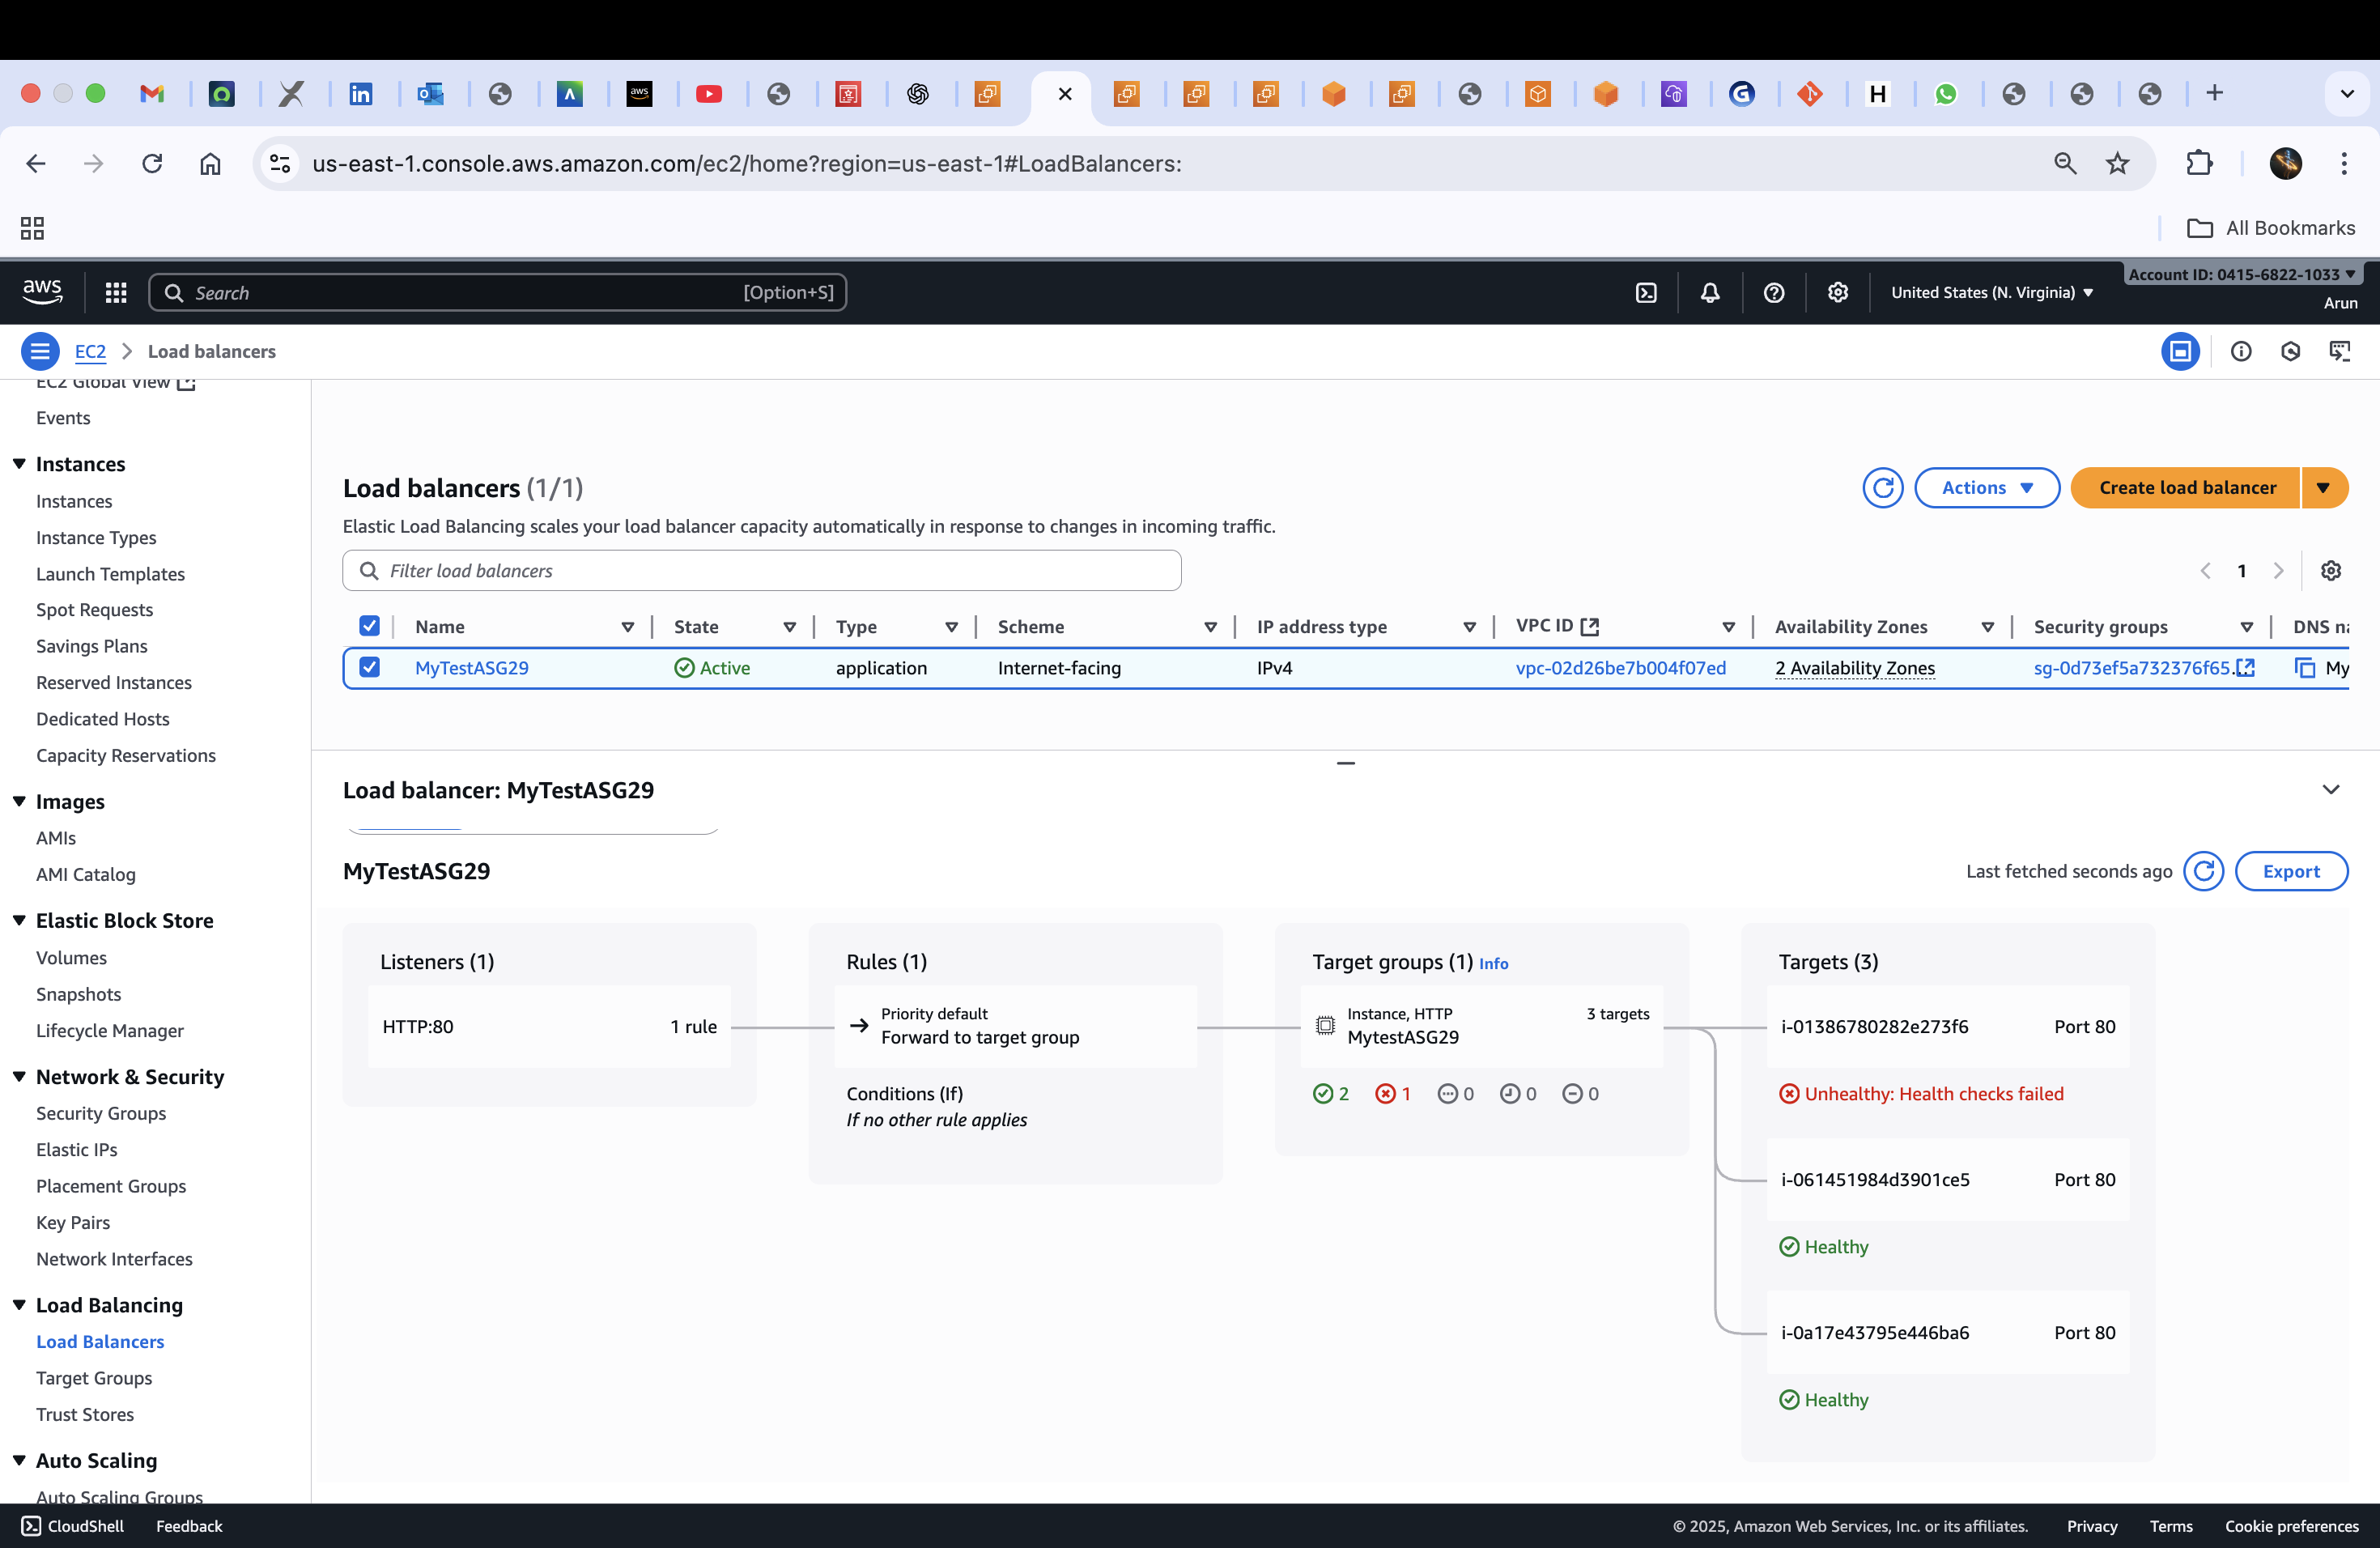 us-east-1.console.aws.amazon.com/ec2/home?region=us-east-1#LoadBalancers:
All Bookmarks
aws
Search
[Option+S]
United States (N. Virginia)
Account ID: 0415-6822-1033
Arun
EC2
Load balancers
EC2 Global View
Events
Instances
Instances
Instance Types
Launch Templates
Spot Requests
Savings Plans
Reserved Instances
Dedicated Hosts
Capacity Reservations
Images
AMIs
AMI Catalog
Elastic Block Store
Volumes
Snapshots
Lifecycle Manager
Network & Security
Security Groups
Elastic IPs
Placement Groups
Key Pairs
Network Interfaces
Load Balancing
Load Balancers
Target Groups
Trust Stores
Auto Scaling
Auto Scaling Groups
Load balancers (1/1)
Actions
Create load balancer
Elastic Load Balancing scales your load balancer capacity automatically in response to changes in incoming traffic.
Filter load balancers
1
Name State Type Scheme IP address type VPC ID Availability Zones Security groups DNS na
MyTestASG29 Active application Internet-facing IPv4 vpc-02d26be7b004f07ed 2 Availability Zones sg-0d73ef5a732376f65... My
Load balancer: MyTestASG29
MyTestASG29
Last fetched seconds ago
Export
Listeners (1)
HTTP:80 1 rule
Rules (1)
Priority default
Forward to target group
Conditions (If)
If no other rule applies
Target groups (1) Info
Instance, HTTP 3 targets
MytestASG29
2 1 0 0 0
Targets (3)
i-01386780282e273f6 Port 80
Unhealthy: Health checks failed
i-061451984d3901ce5 Port 80
Healthy
i-0a17e43795e446ba6 Port 80
Healthy
CloudShell
Feedback
© 2025, Amazon Web Services, Inc. or its affiliates.
Privacy
Terms
Cookie preferences